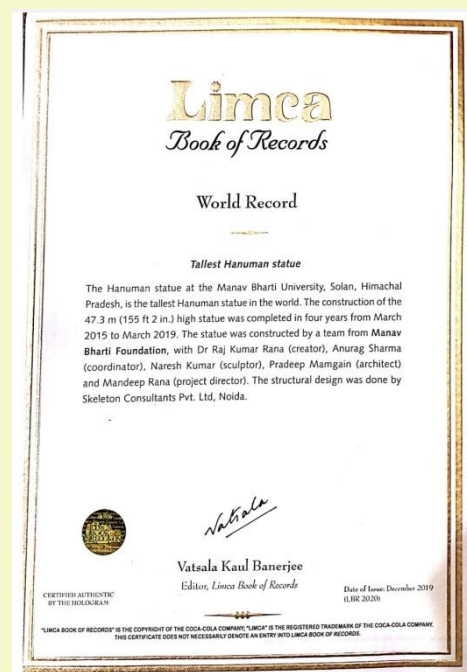 Limca
Book of Records
World Record
Tallest Hanuman statue
The Hanuman statue at the Manav Bharti University, Solan, Himachal
Pradesh, is the tallest Hanuman statue in the world. The construction of the
47.3 m (155 ft 2 in.) high statue was completed in four years from March
2015 to March 2019. The statue was constructed by a team from Manav
Bharti Foundation, with Dr Raj Kumar Rana (creator), Anurag Sharma
(coordinator), Naresh Kumar (sculptor), Pradeep Mamgain (architect)
and Mandeep Rana (project director). The structural design was done by
Skeleton Consultants Pvt. Ltd, Noida.
Vatsala
Vatsala Kaul Banerjee
Editor, Limca Book of Records
CERTIFIED AUTHENTIC
BY THE HOLOGRAM
Date of Issue: December 2019
(LBR 2020)
"LIMCA BOOK OF RECORDS" IS THE COPYRIGHT OF THE COCA-COLA COMPANY, "LIMCA" IS THE REGISTERED TRADEMARK OF THE COCA-COLA COMPANY.
THIS CERTIFICATE DOES NOT NECESSARILY DENOTE AN ENTRY INTO LIMCA BOOK OF RECORDS.